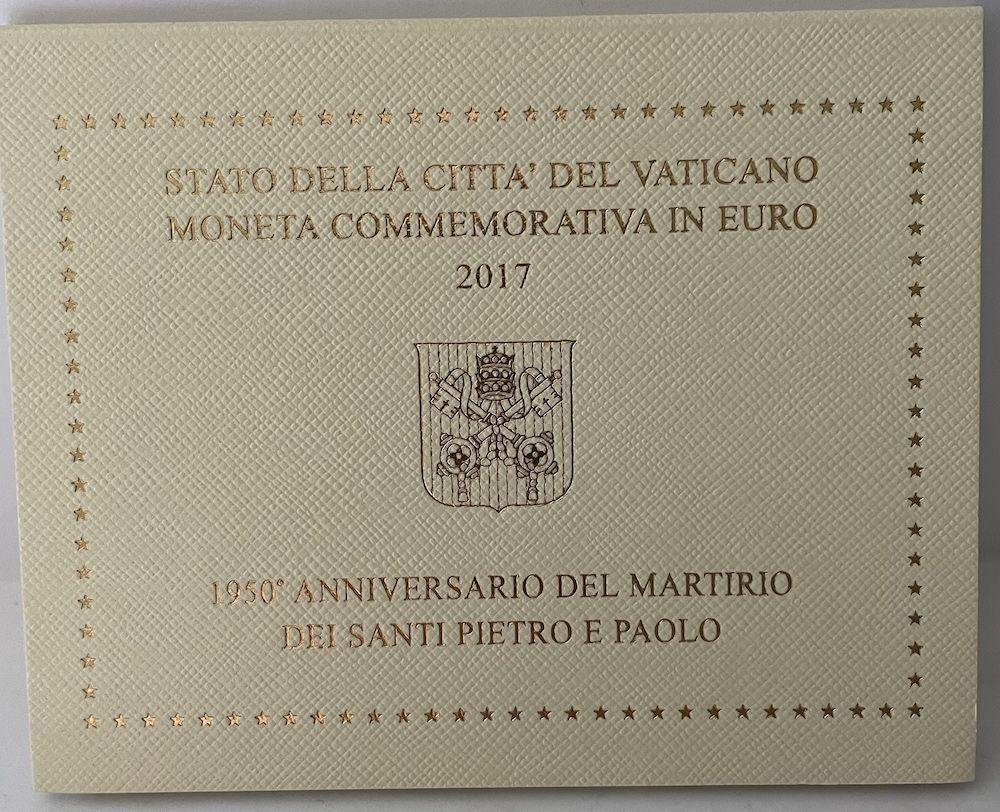 STATO DELLA CITTA' DEL VATICANO
MONETA COMMEMORATIVA IN EURO
2017
1950° ANNIVERSARIO DEL MARTIRIO
DEI SANTI PIETRO E PAOLO